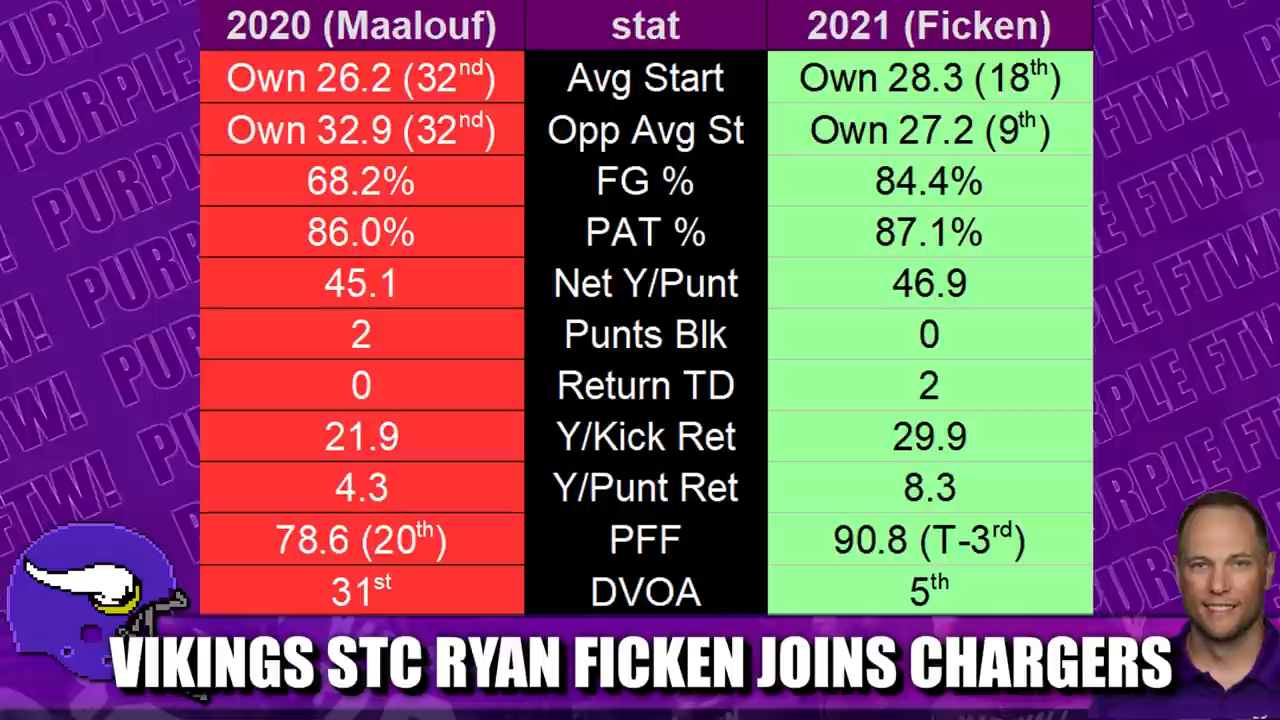 2020 (Maalouf) stat 2021 (Ficken)
Own 26.2 (32nd) Avg Start Own 28.3 (18th)
Own 32.9 (32nd) Opp Avg St Own 27.2 (9th)
68.2% FG % 84.4%
86.0% PAT % 87.1%
45.1 Net Y/Punt 46.9
2 Punts Blk 0
0 Return TD 2
21.9 Y/Kick Ret 29.9
4.3 Y/Punt Ret 8.3
78.6 (20th) PFF 90.8 (T-3rd)
31st DVOA 5th
VIKINGS STC RYAN FICKEN JOINS CHARGERS
PURPLE FTW!